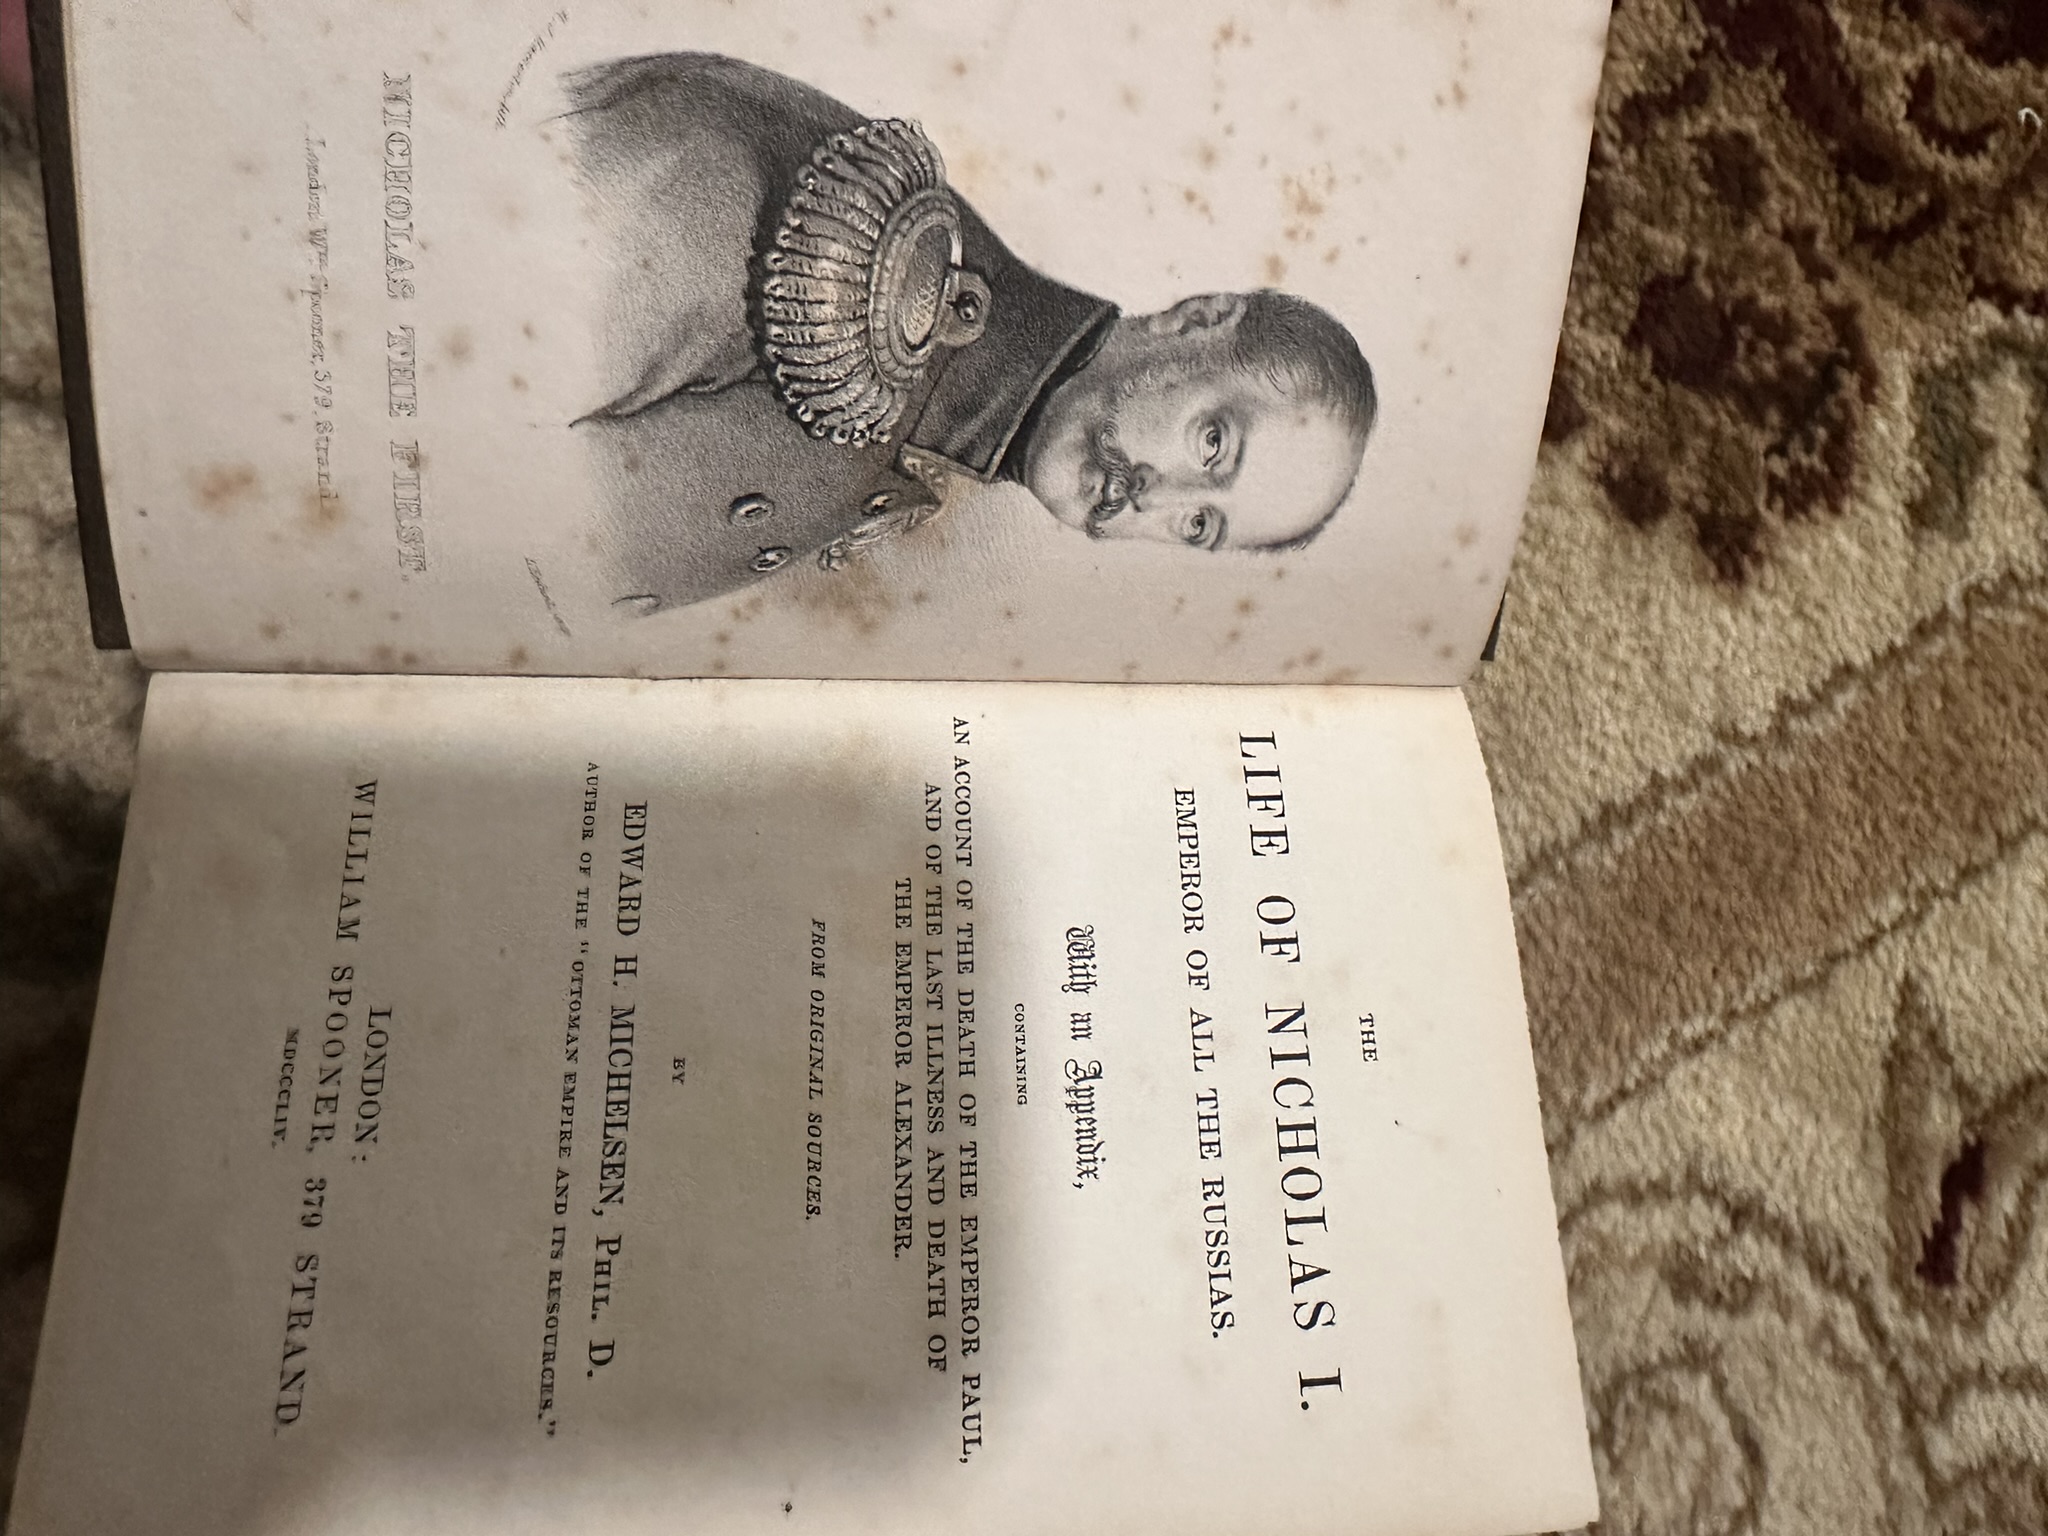 NICHOLAS THE FIRST.
London Wm. Spooner, 379. Strand
THE
LIFE OF NICHOLAS I.
EMPEROR OF ALL THE RUSSIAS.
With an Appendix,
CONTAINING
AN ACCOUNT OF THE DEATH OF THE EMPEROR PAUL,
AND OF THE LAST ILLNESS AND DEATH OF
THE EMPEROR ALEXANDER.
FROM ORIGINAL SOURCES.
BY
EDWARD H. MICHELSEN, PHIL. D.
AUTHOR OF THE "OTTOMAN EMPIRE AND ITS RESOURCES."
LONDON:
WILLIAM SPOONER, 379 STRAND.
MDCCCLIV.